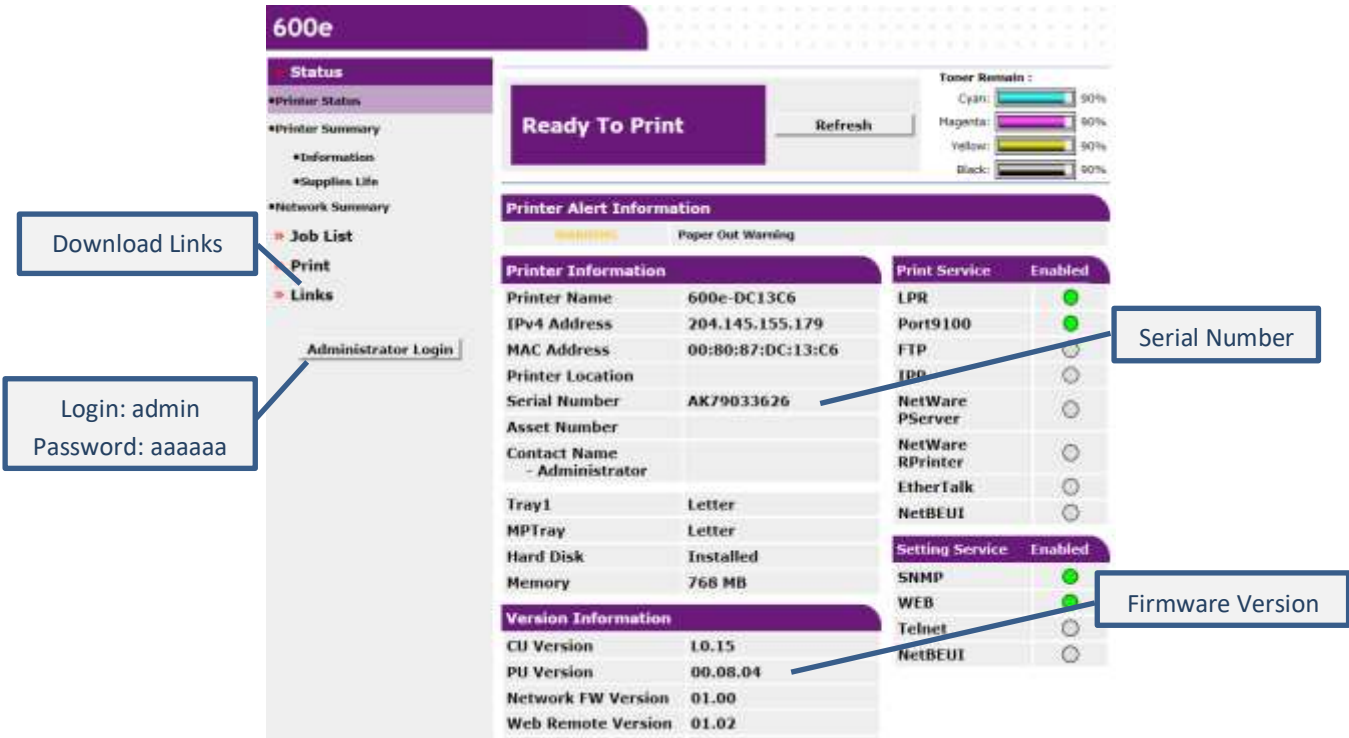 600e
Status
•Printer Status
•Printer Summary
•Information
•Supplies Life
•Network Summary
Job List
Print
Links
Administrator Login
Download Links
Login: admin
Password: aaaaaa
Ready To Print
Refresh
Toner Remain :
Cyan: 90%
Magenta: 90%
Yellow: 90%
Black: 90%
Printer Alert Information
Paper Out Warning
Printer Information
Printer Name 600e-DC13C6
IPv4 Address 204.145.155.179
MAC Address 00:80:87:DC:13:C6
Printer Location
Serial Number AK79033626
Asset Number
Contact Name
- Administrator
Tray1 Letter
MPTray Letter
Hard Disk Installed
Memory 768 MB
Version Information
CU Version
PU Version 00.08.04
Network FW Version 01.00
Web Remote Version 01.02
Print Service Enabled
LPR
Port9100
FTP
IPP
NetWare
PServer
NetWare
RPrinter
EtherTalk
NetBEUI
Setting Service Enabled
SNMP
WEB
Telnet
NetBEUI
Serial Number
Firmware Version